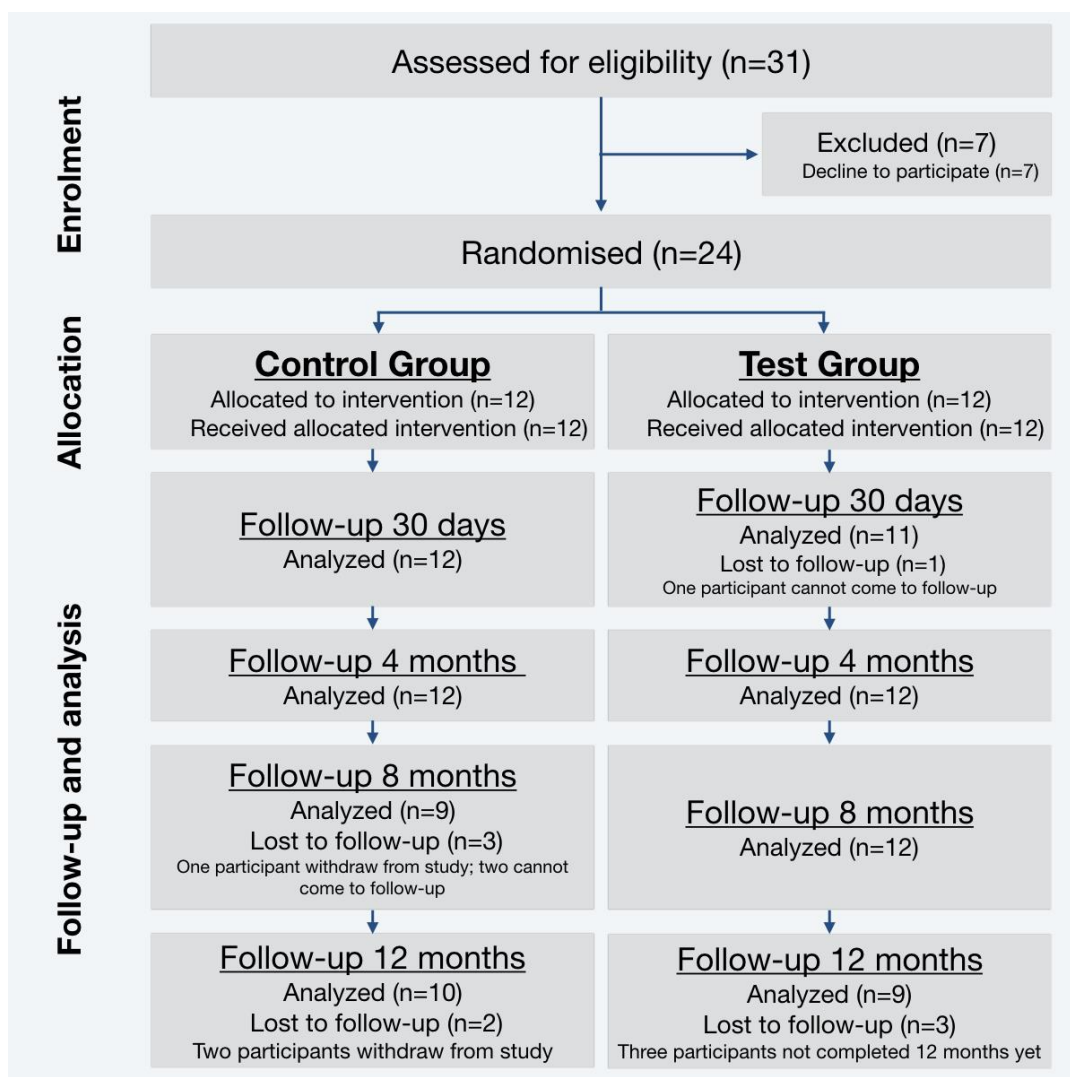 Assessed for eligibility (n=31)
Enrolment
Excluded (n=7)
Decline to participate (n=7)
Randomised (n=24)
Allocation
Control Group
Allocated to intervention (n=12)
Received allocated intervention (n=12)
Test Group
Allocated to intervention (n=12)
Received allocated intervention (n=12)
Follow-up and analysis
Follow-up 30 days
Analyzed (n=12)
Follow-up 30 days
Analyzed (n=11)
Lost to follow-up (n=1)
One participant cannot come to follow-up
Follow-up 4 months
Analyzed (n=12)
Follow-up 4 months
Analyzed (n=12)
Follow-up 8 months
Analyzed (n=9)
Lost to follow-up (n=3)
One participant withdraw from study; two cannot
come to follow-up
Follow-up 8 months
Analyzed (n=12)
Follow-up 12 months
Analyzed (n=10)
Lost to follow-up (n=2)
Two participants withdraw from study
Follow-up 12 months
Analyzed (n=9)
Lost to follow-up (n=3)
Three participants not completed 12 months yet